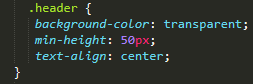 .header {
background-color: transparent;
min-height: 50px;
text-align: center;
}